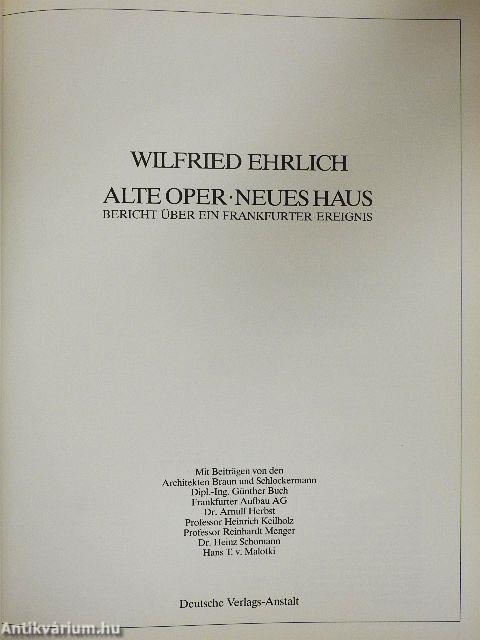 WILFRIED EHRLICH
ALTE OPER · NEUES HAUS
BERICHT ÜBER EIN FRANKFURTER EREIGNIS
Mit Beiträgen von den
Architekten Braun und Schlockermann
Dipl.-Ing. Günther Buch
Frankfurter Aufbau AG
Dr. Arnulf Herbst
Professor Heinrich Keilholz
Professor Reinhardt Menger
Dr. Heinz Schomann
Hans T. v. Malotki
Deutsche Verlags-Anstalt
Antikvárium.hu